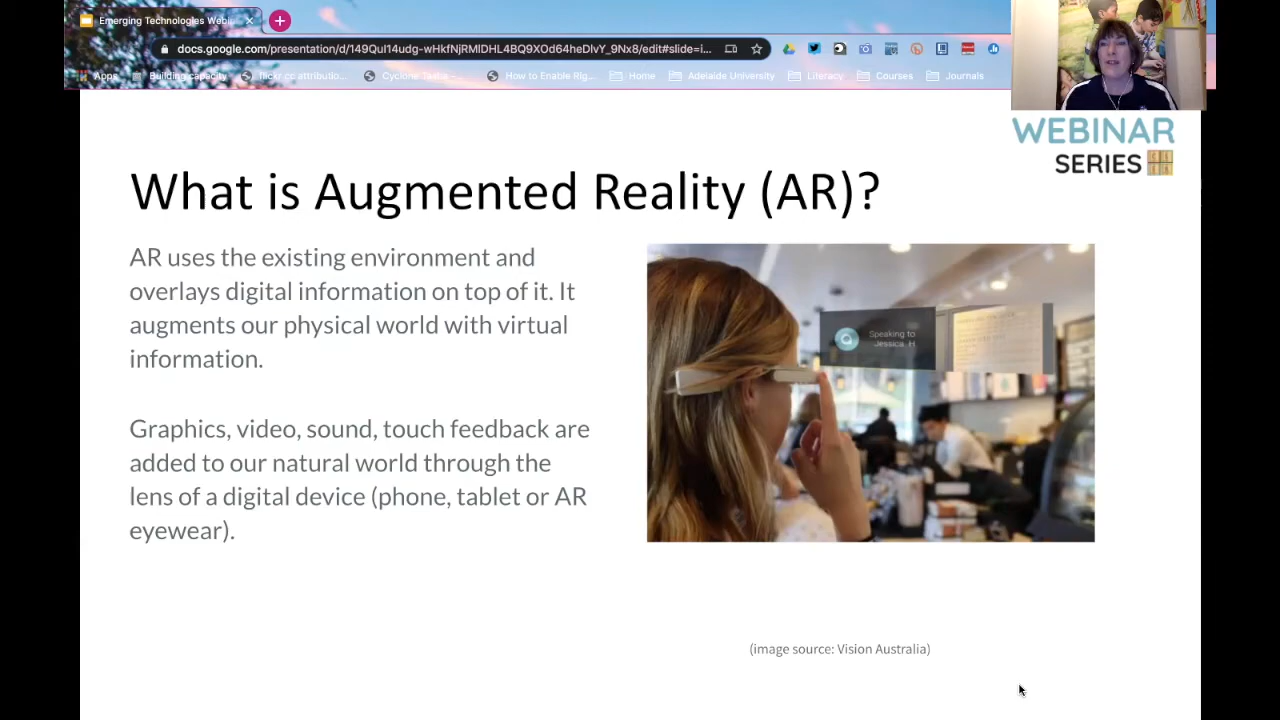 Emerging Technologies Webi
docs.google.com/presentation/d/149QuI14udg-wHkfNjRMIDHL4BQ9XOd64heDIvY_9Nx8/edit#slide=i...
Apps Building capacity flickr cc attributio... Cyclone Tasks - ... How to Enable Rig... Home Adelaide University Literacy Courses Journals
WEBINAR
SERIES
What is Augmented Reality (AR)?
AR uses the existing environment and
overlays digital information on top of it. It
augments our physical world with virtual
information.
Graphics, video, sound, touch feedback are
added to our natural world through the
lens of a digital device (phone, tablet or AR
eyewear).
Speaking to
Jessica H
(image source: Vision Australia)